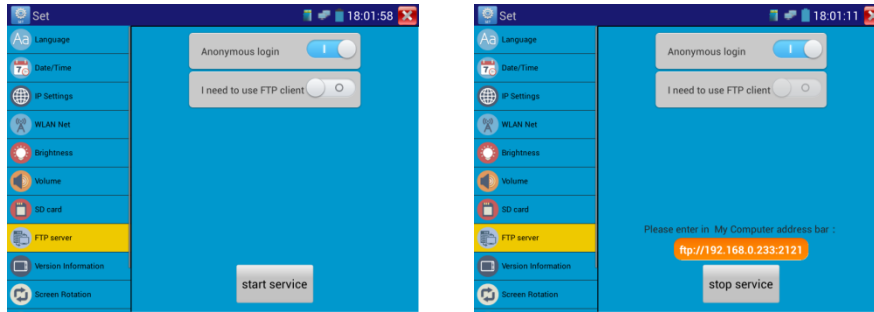 Set
18:01:58
Language
Date/Time
IP Settings
WLAN Net
Brightness
Volume
SD card
FTP server
Version Information
Screen Rotation
Anonymous login
I need to use FTP client
start service
Set
18:01:11
Language
Date/Time
IP Settings
WLAN Net
Brightness
Volume
SD card
FTP server
Version Information
Screen Rotation
Anonymous login
I need to use FTP client
Please enter in My Computer address bar :
ftp://192.168.0.233:2121
stop service